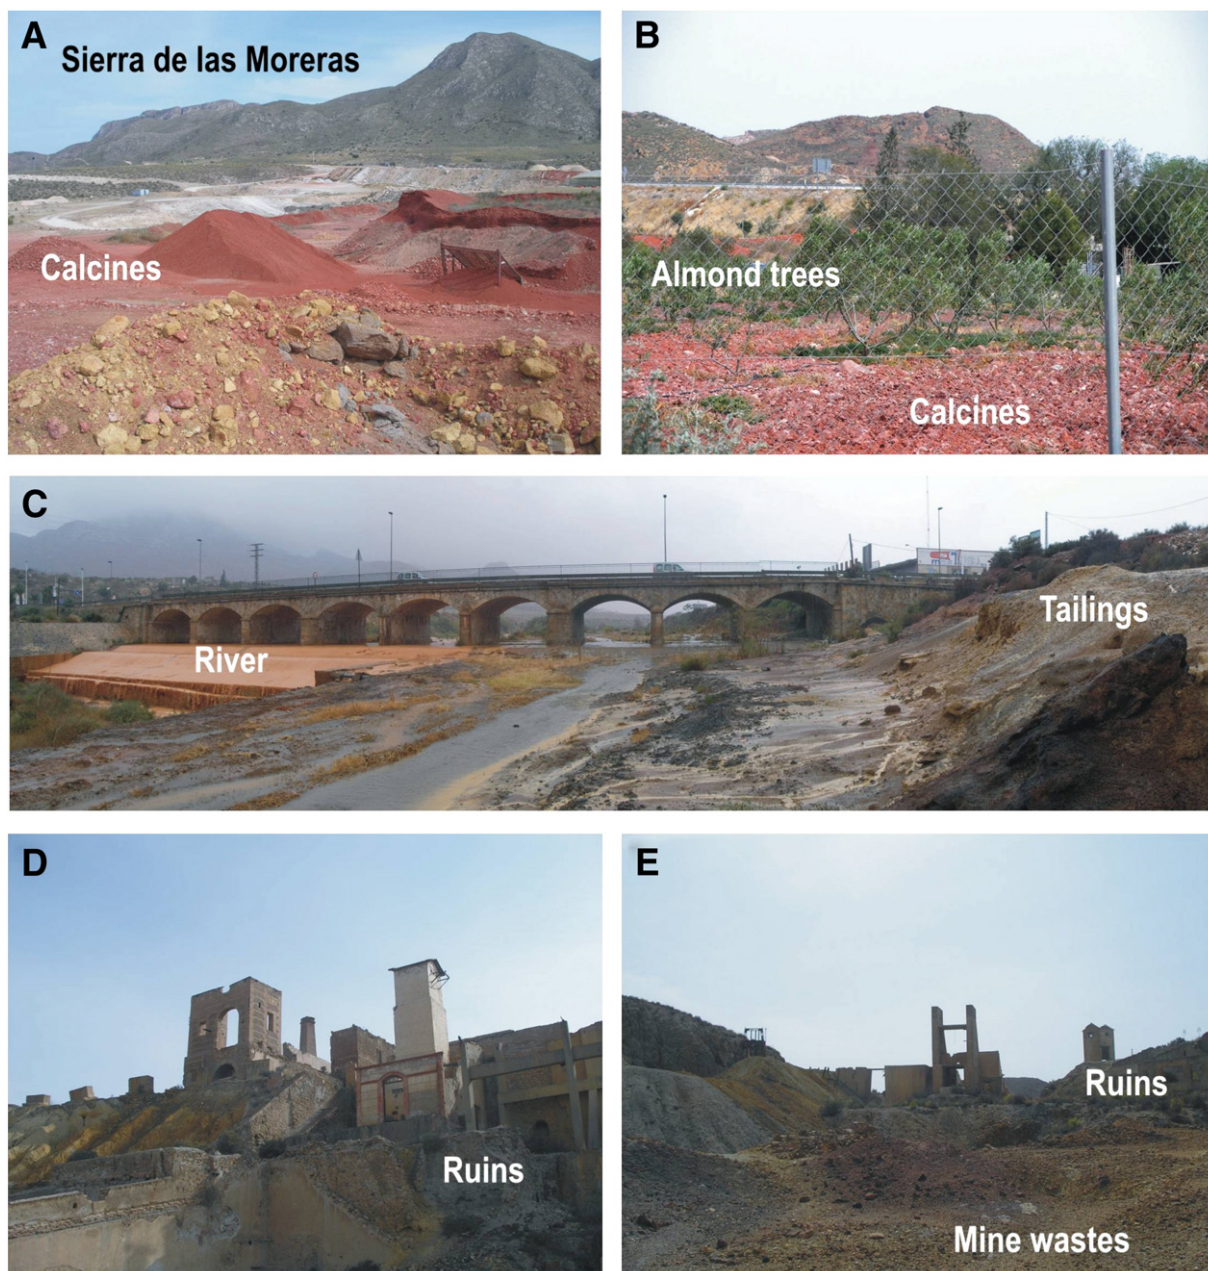 A
Sierra de las Moreras
Calcines
B
Almond trees
Calcines
C
River
Tailings
D
Ruins
E
Ruins
Mine wastes